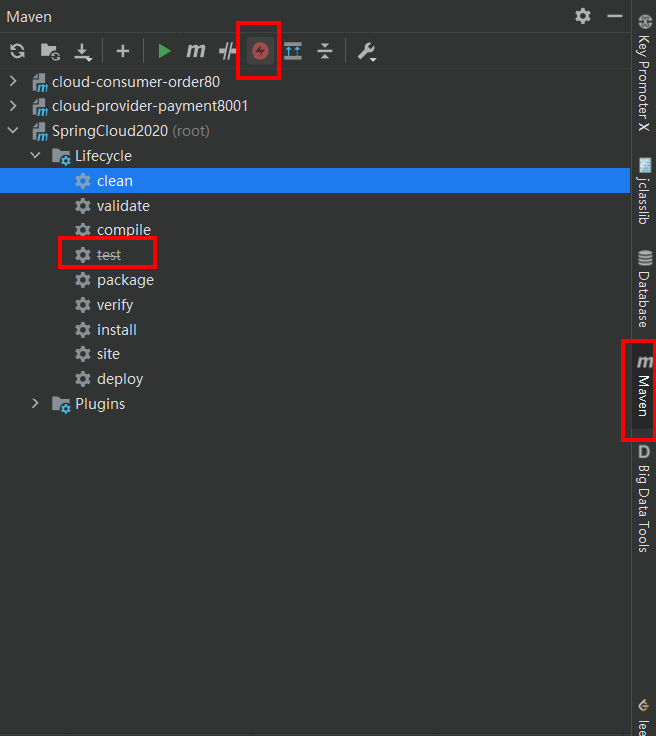 Maven
cloud-consumer-order80
cloud-provider-payment8001
SpringCloud2020 (root)
Lifecycle
clean
validate
compile
test
package
verify
install
site
deploy
Plugins
Key Promoter X
jclasslib
Database
Maven
Big Data Tools
lee